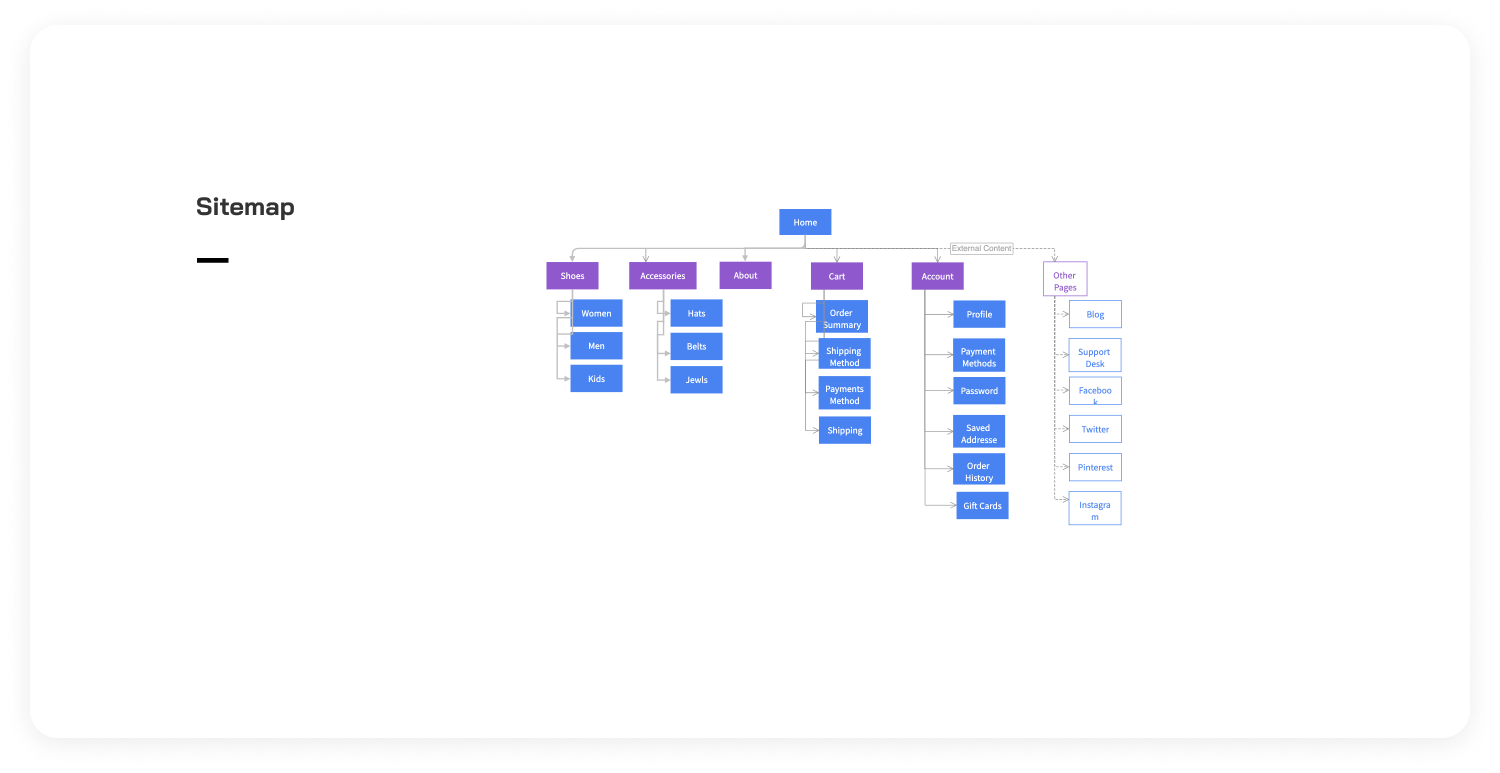 Sitemap
Home
External Content
Shoes
Accessories
About
Cart
Account
Other
Pages
Women
Men
Kids
Hats
Belts
Jewls
Order
Summary
Shipping
Method
Payments
Method
Shipping
Profile
Payment
Methods
Password
Saved
Addresse
Order
History
Gift Cards
Blog
Support
Desk
Faceboo
k
Twitter
Pinterest
Instagra
m